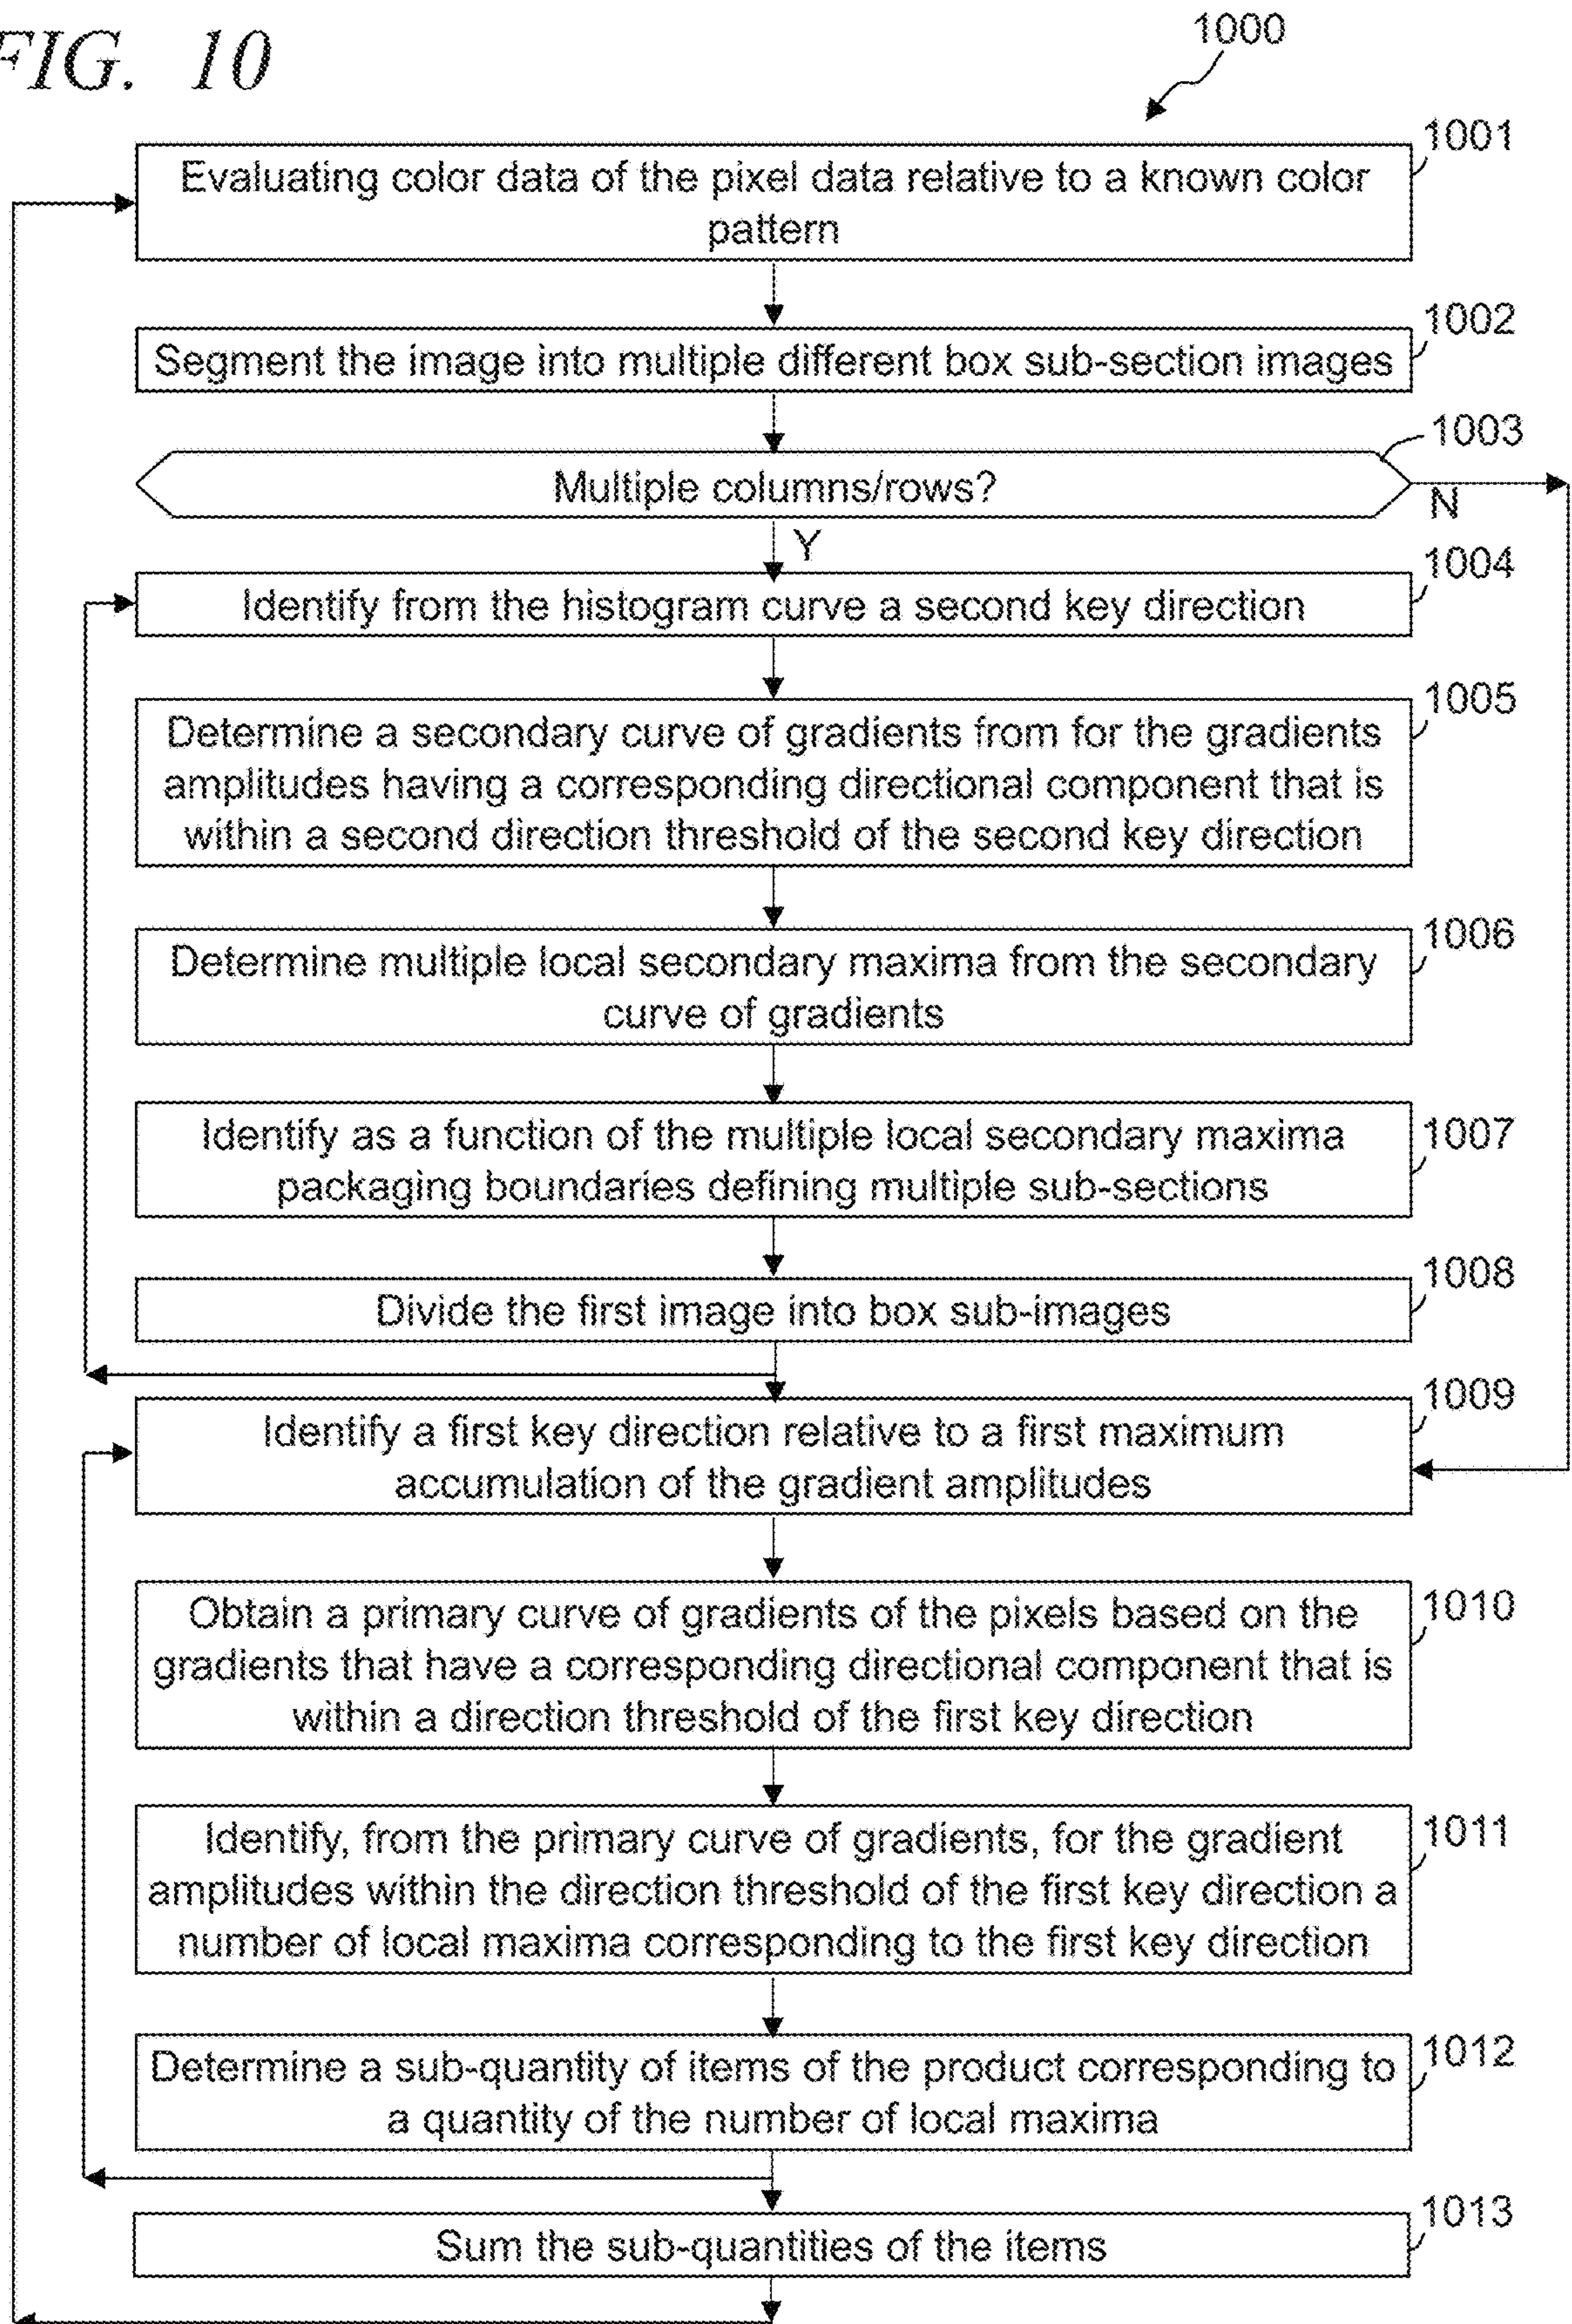 FIG. 10
1000
1001
Evaluating color data of the pixel data relative to a known color
pattern
1002
Segment the image into multiple different box sub-section images
1003
Multiple columns/rows?
N
Y
1004
Identify from the histogram curve a second key direction
1005
Determine a secondary curve of gradients from for the gradients
amplitudes having a corresponding directional component that is
within a second direction threshold of the second key direction
1006
Determine multiple local secondary maxima from the secondary
curve of gradients
1007
Identify as a function of the multiple local secondary maxima
packaging boundaries defining multiple sub-sections
1008
Divide the first image into box sub-images
1009
Identify a first key direction relative to a first maximum
accumulation of the gradient amplitudes
1010
Obtain a primary curve of gradients of the pixels based on the
gradients that have a corresponding directional component that is
within a direction threshold of the first key direction
1011
Identify, from the primary curve of gradients, for the gradient
amplitudes within the direction threshold of the first key direction a
number of local maxima corresponding to the first key direction
1012
Determine a sub-quantity of items of the product corresponding to
a quantity of the number of local maxima
1013
Sum the sub-quantities of the items